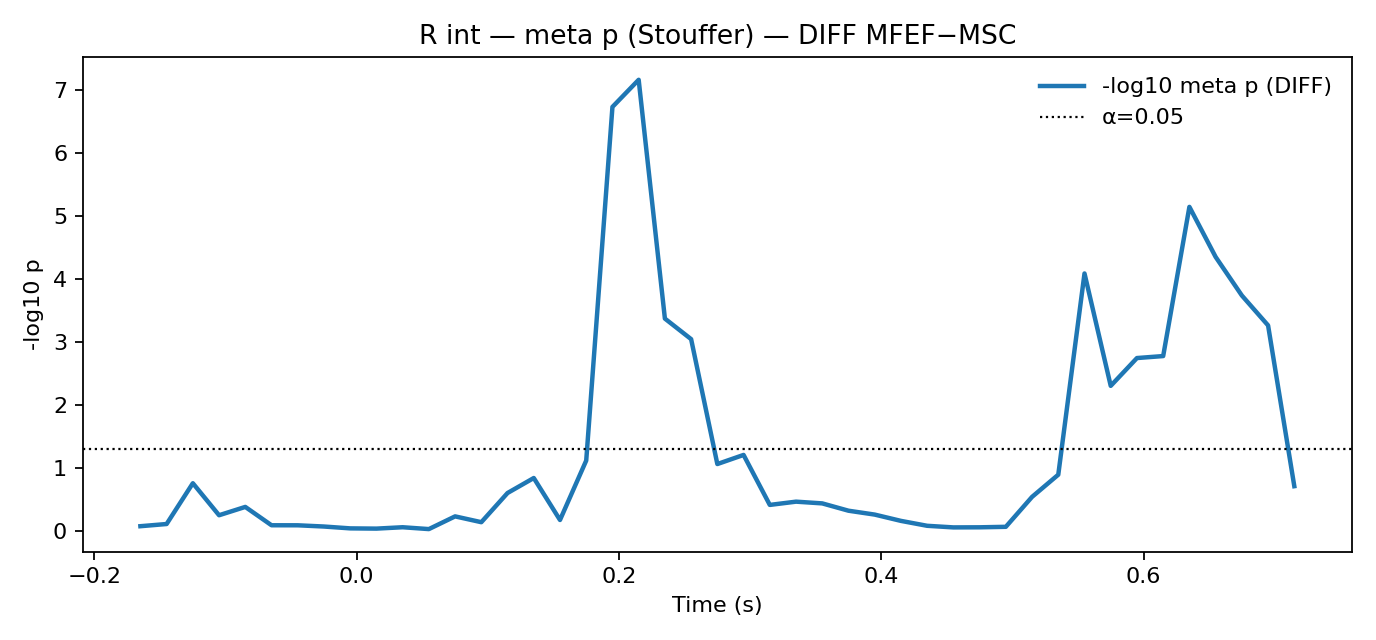 R int — meta p (Stouffer) — DIFF MFEF−MSC
-log10 meta p (DIFF)
α=0.05
-log10 p
7
6
5
4
3
2
1
0
−0.2
0.0
0.2
0.4
0.6
Time (s)